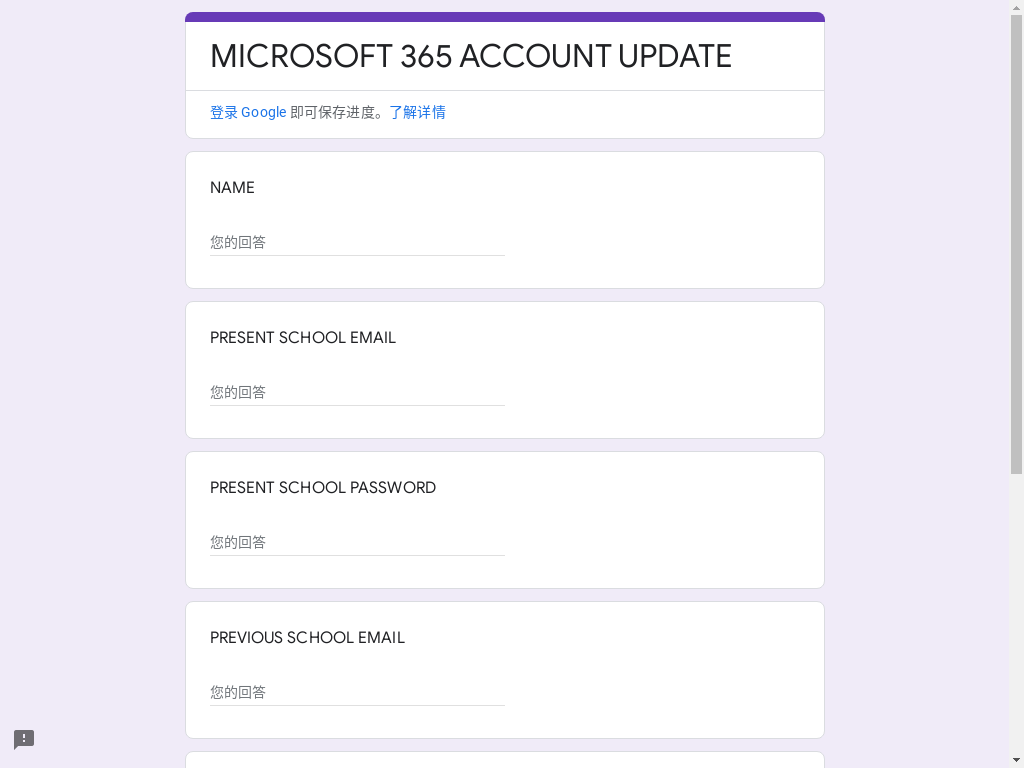 MICROSOFT 365 ACCOUNT UPDATE
登录 Google 即可保存进度。了解详情
NAME
您的回答
PRESENT SCHOOL EMAIL
您的回答
PRESENT SCHOOL PASSWORD
您的回答
PREVIOUS SCHOOL EMAIL
您的回答